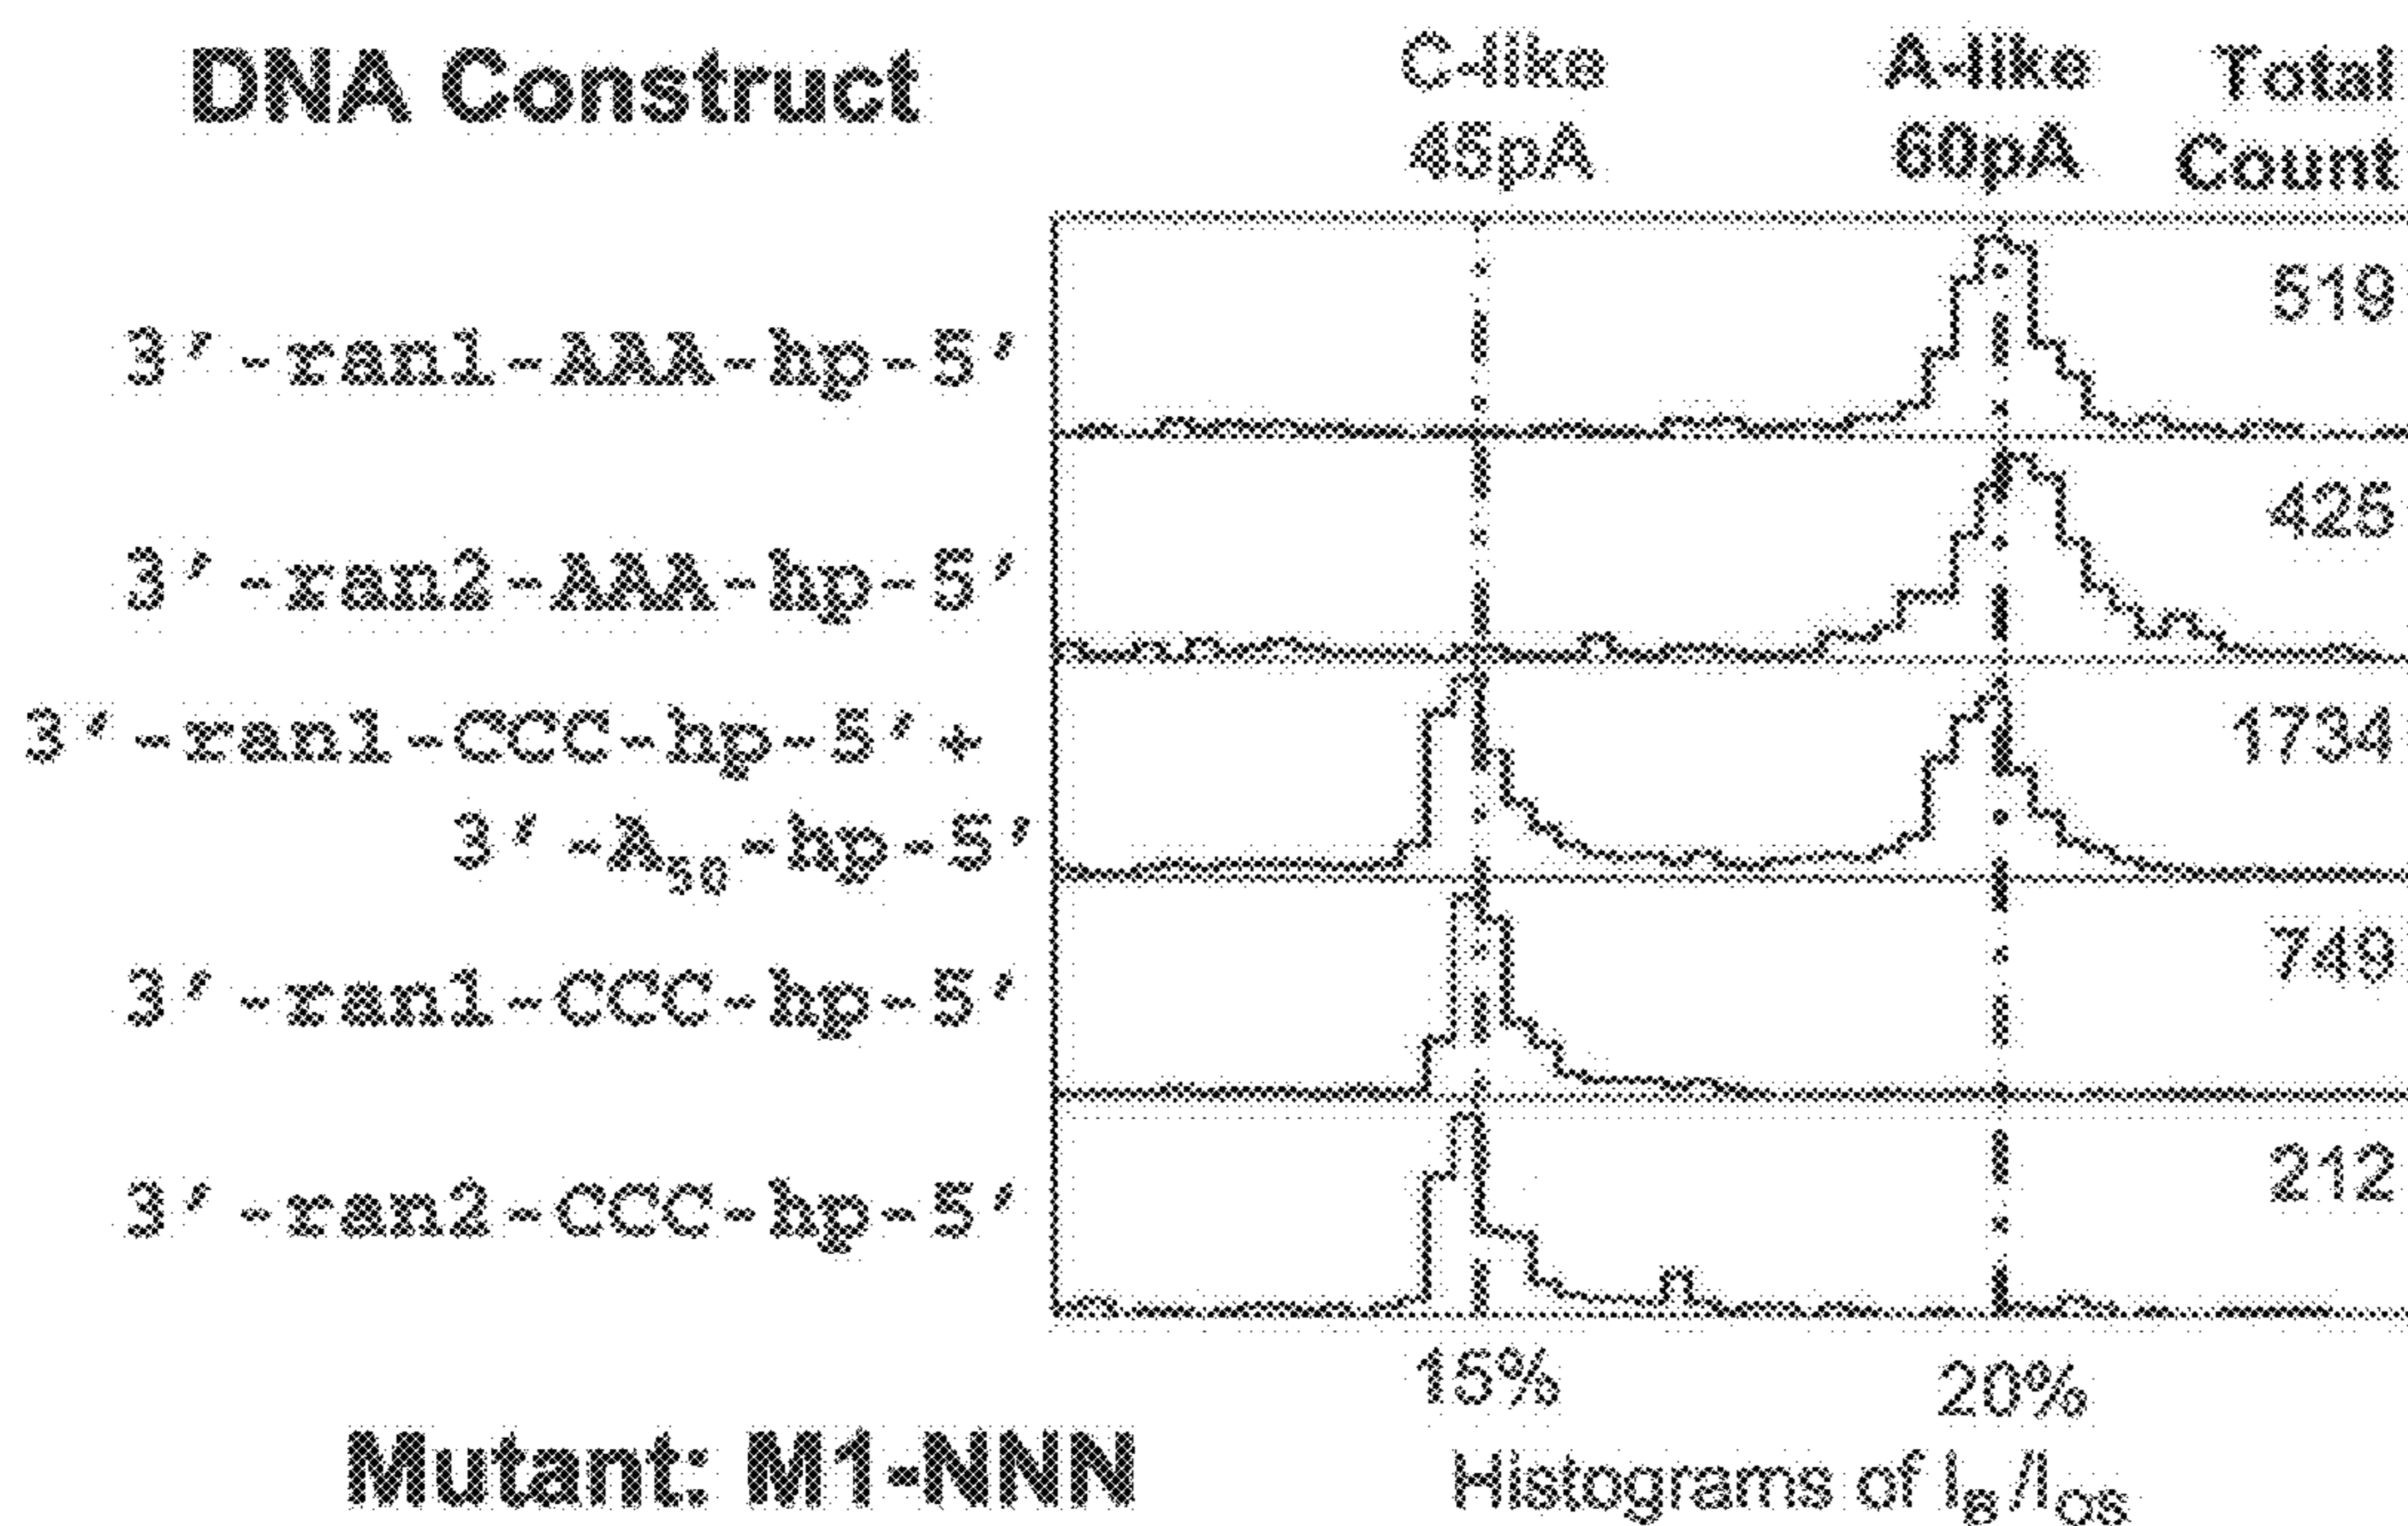 DNA Construct
C-like
45pA
A-like
60pA
Total
Count
3′-ran1-AAA-hp-5′
519
3′-ran2-AAA-hp-5′
425
3′-ran1-CCC-hp-5′+
3′-A50-hp-5′
1734
3′-ran1-CCC-hp-5′
749
3′-ran2-CCC-hp-5′
212
15%
20%
Mutant: M1-NNN
Histograms of IB/IOS